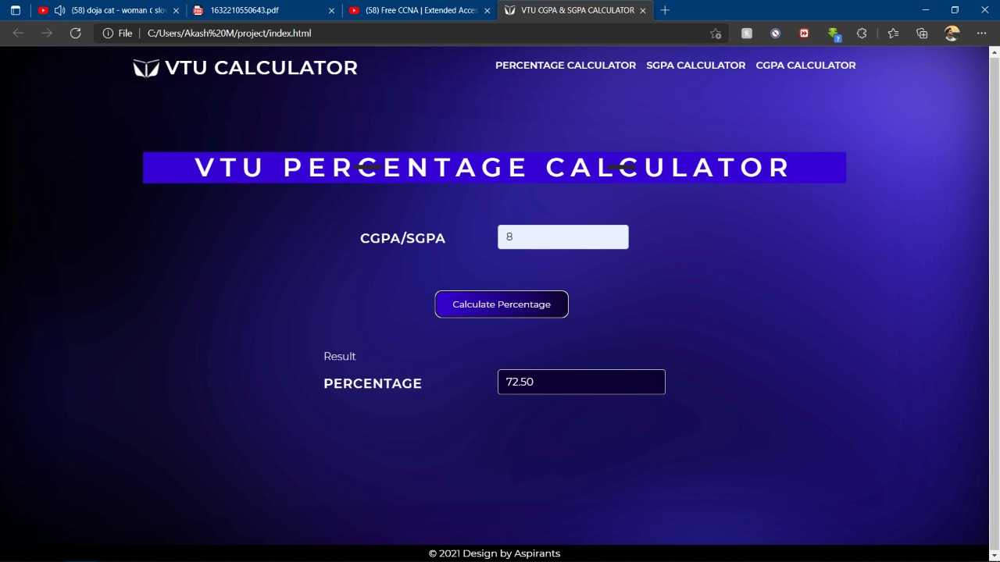 (58) doja cat - woman ( slow
1632210550643.pdf
(58) Free CCNA | Extended Acces
VTU CGPA & SGPA CALCULATOR
File
C:/Users/Akash%20M/project/index.html
VTU CALCULATOR
PERCENTAGE CALCULATOR
SGPA CALCULATOR
CGPA CALCULATOR
VTU PERCENTAGE CALCULATOR
CGPA/SGPA
8
Calculate Percentage
Result
PERCENTAGE
72.50
© 2021 Design by Aspirants